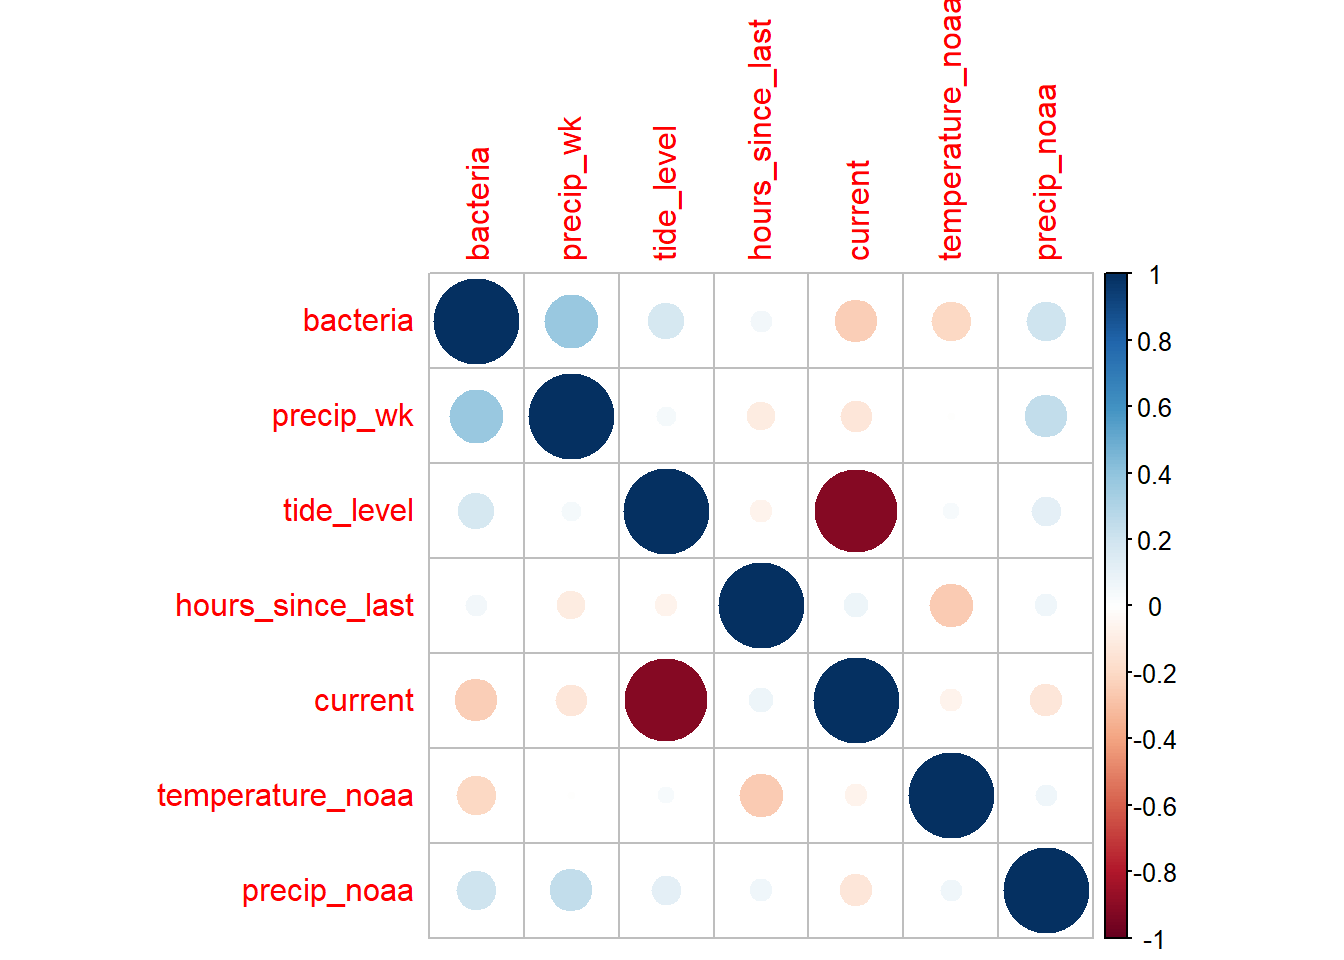 bacteria
precip_wk
tide_level
hours_since_last
current
temperature_noaa
precip_noaa
bacteria
precip_wk
tide_level
hours_since_last
current
temperature_noaa
precip_noaa
1
0.8
0.6
0.4
0.2
0
-0.2
-0.4
-0.6
-0.8
-1